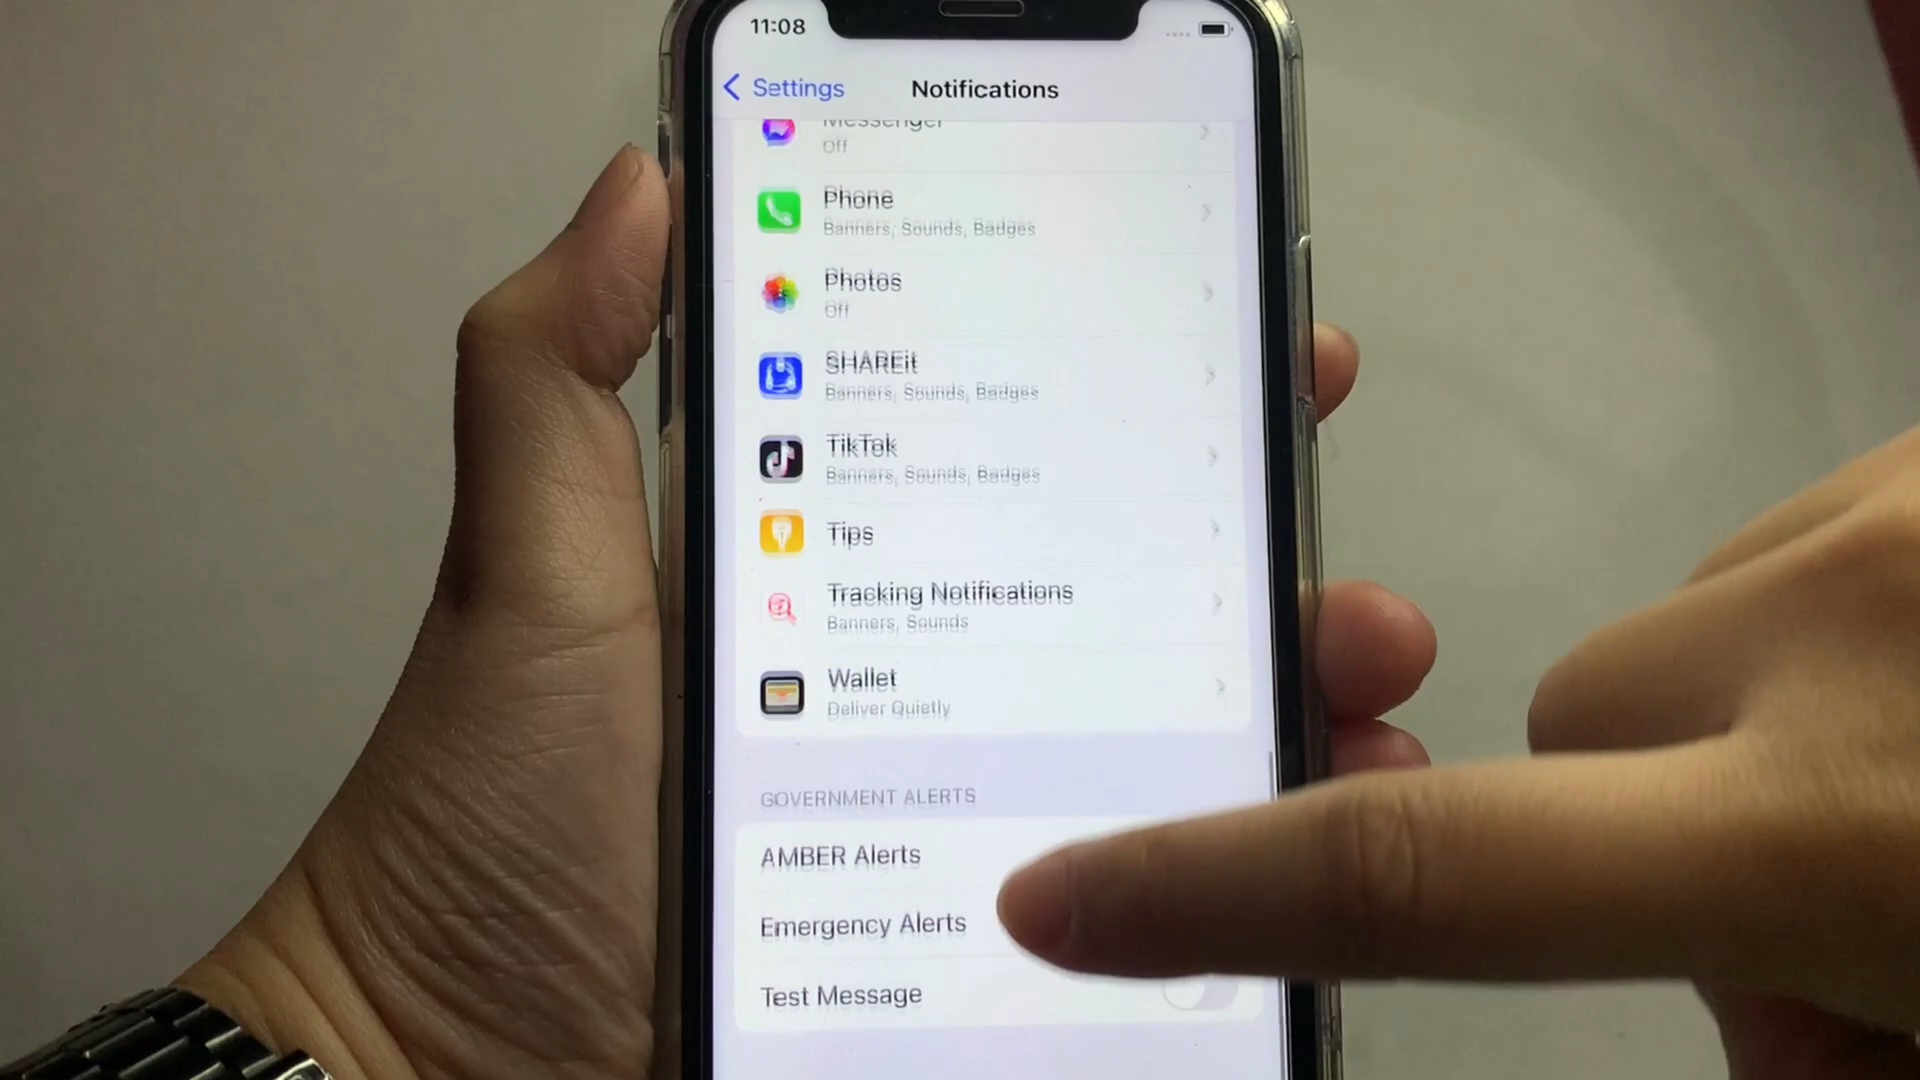 11:08
Settings
Notifications
Messenger
Off
Phone
Banners, Sounds, Badges
Photos
Off
SHAREit
Banners, Sounds, Badges
TikTok
Banners, Sounds, Badges
Tips
Tracking Notifications
Banners, Sounds
Wallet
Deliver Quietly
GOVERNMENT ALERTS
AMBER Alerts
Emergency Alerts
Test Message